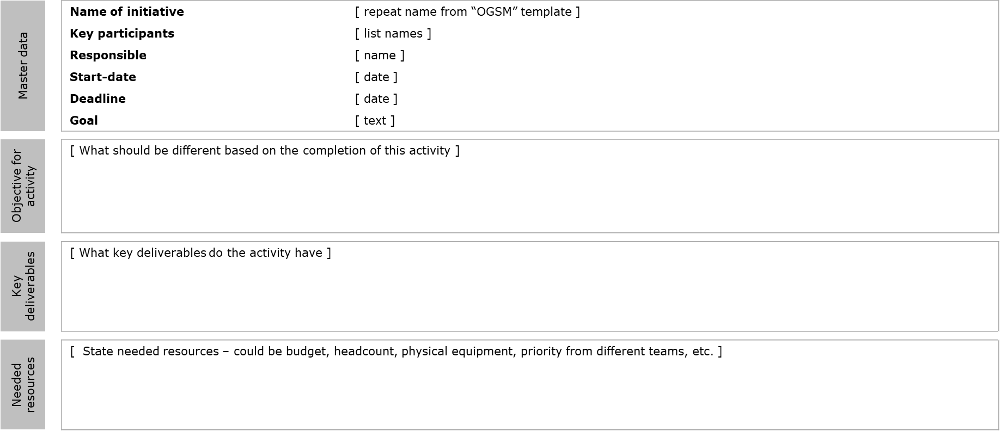 Master data
Name of initiative [ repeat name from “OGSM” template ]
Key participants [ list names ]
Responsible [ name ]
Start-date [ date ]
Deadline [ date ]
Goal [ text ]
Objective for
activity
[ What should be different based on the completion of this activity ]
Key
deliverables
[ What key deliverables do the activity have ]
Needed
resources
[ State needed resources – could be budget, headcount, physical equipment, priority from different teams, etc. ]